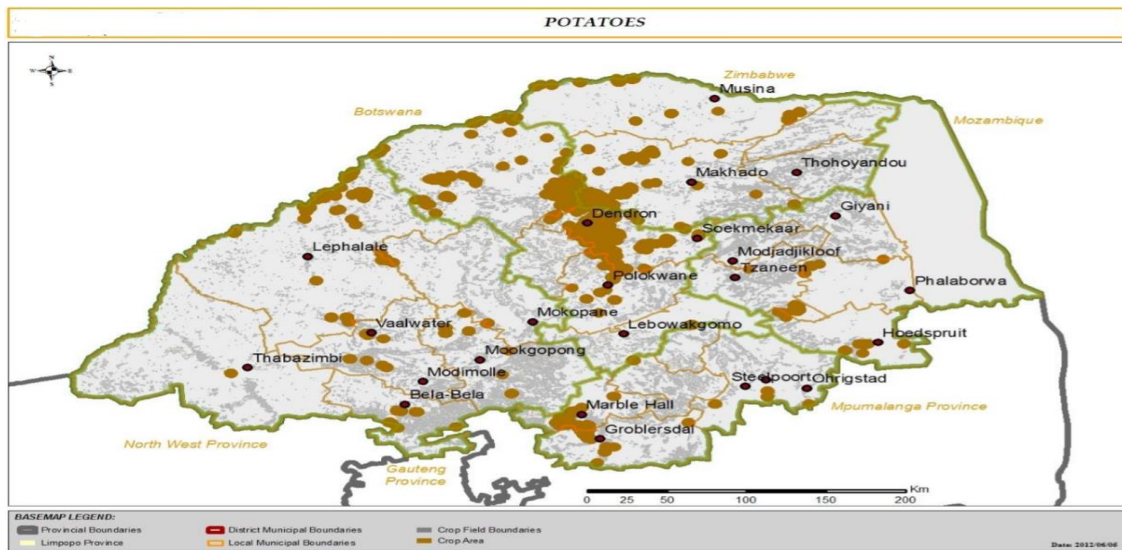 POTATOES
N
W E
S
Zimbabwe
Musina
Botswana
Mozambique
Makhado
Thohoyandou
Dendron
Giyani
Soekmekaar
Lephalale
Modjadjikloof
Tzaneen
Polokwane
Phalaborwa
Mokopane
Vaalwater
Lebowakgomo
Hoedspruit
Mookgopong
Thabazimbi
Modimolle
Steelpoort
Ohrigstad
Bela-Bela
Marble Hall
Mpumalanga Province
Groblersdal
North West Province
Gauteng
Province
Km
0 25 50 100 150 200
BASEMAP LEGEND:
Provincial Boundaries District Municipal Boundaries Crop Field Boundaries
Limpopo Province Local Municipal Boundaries Crop Area
Date: 2012/06/06